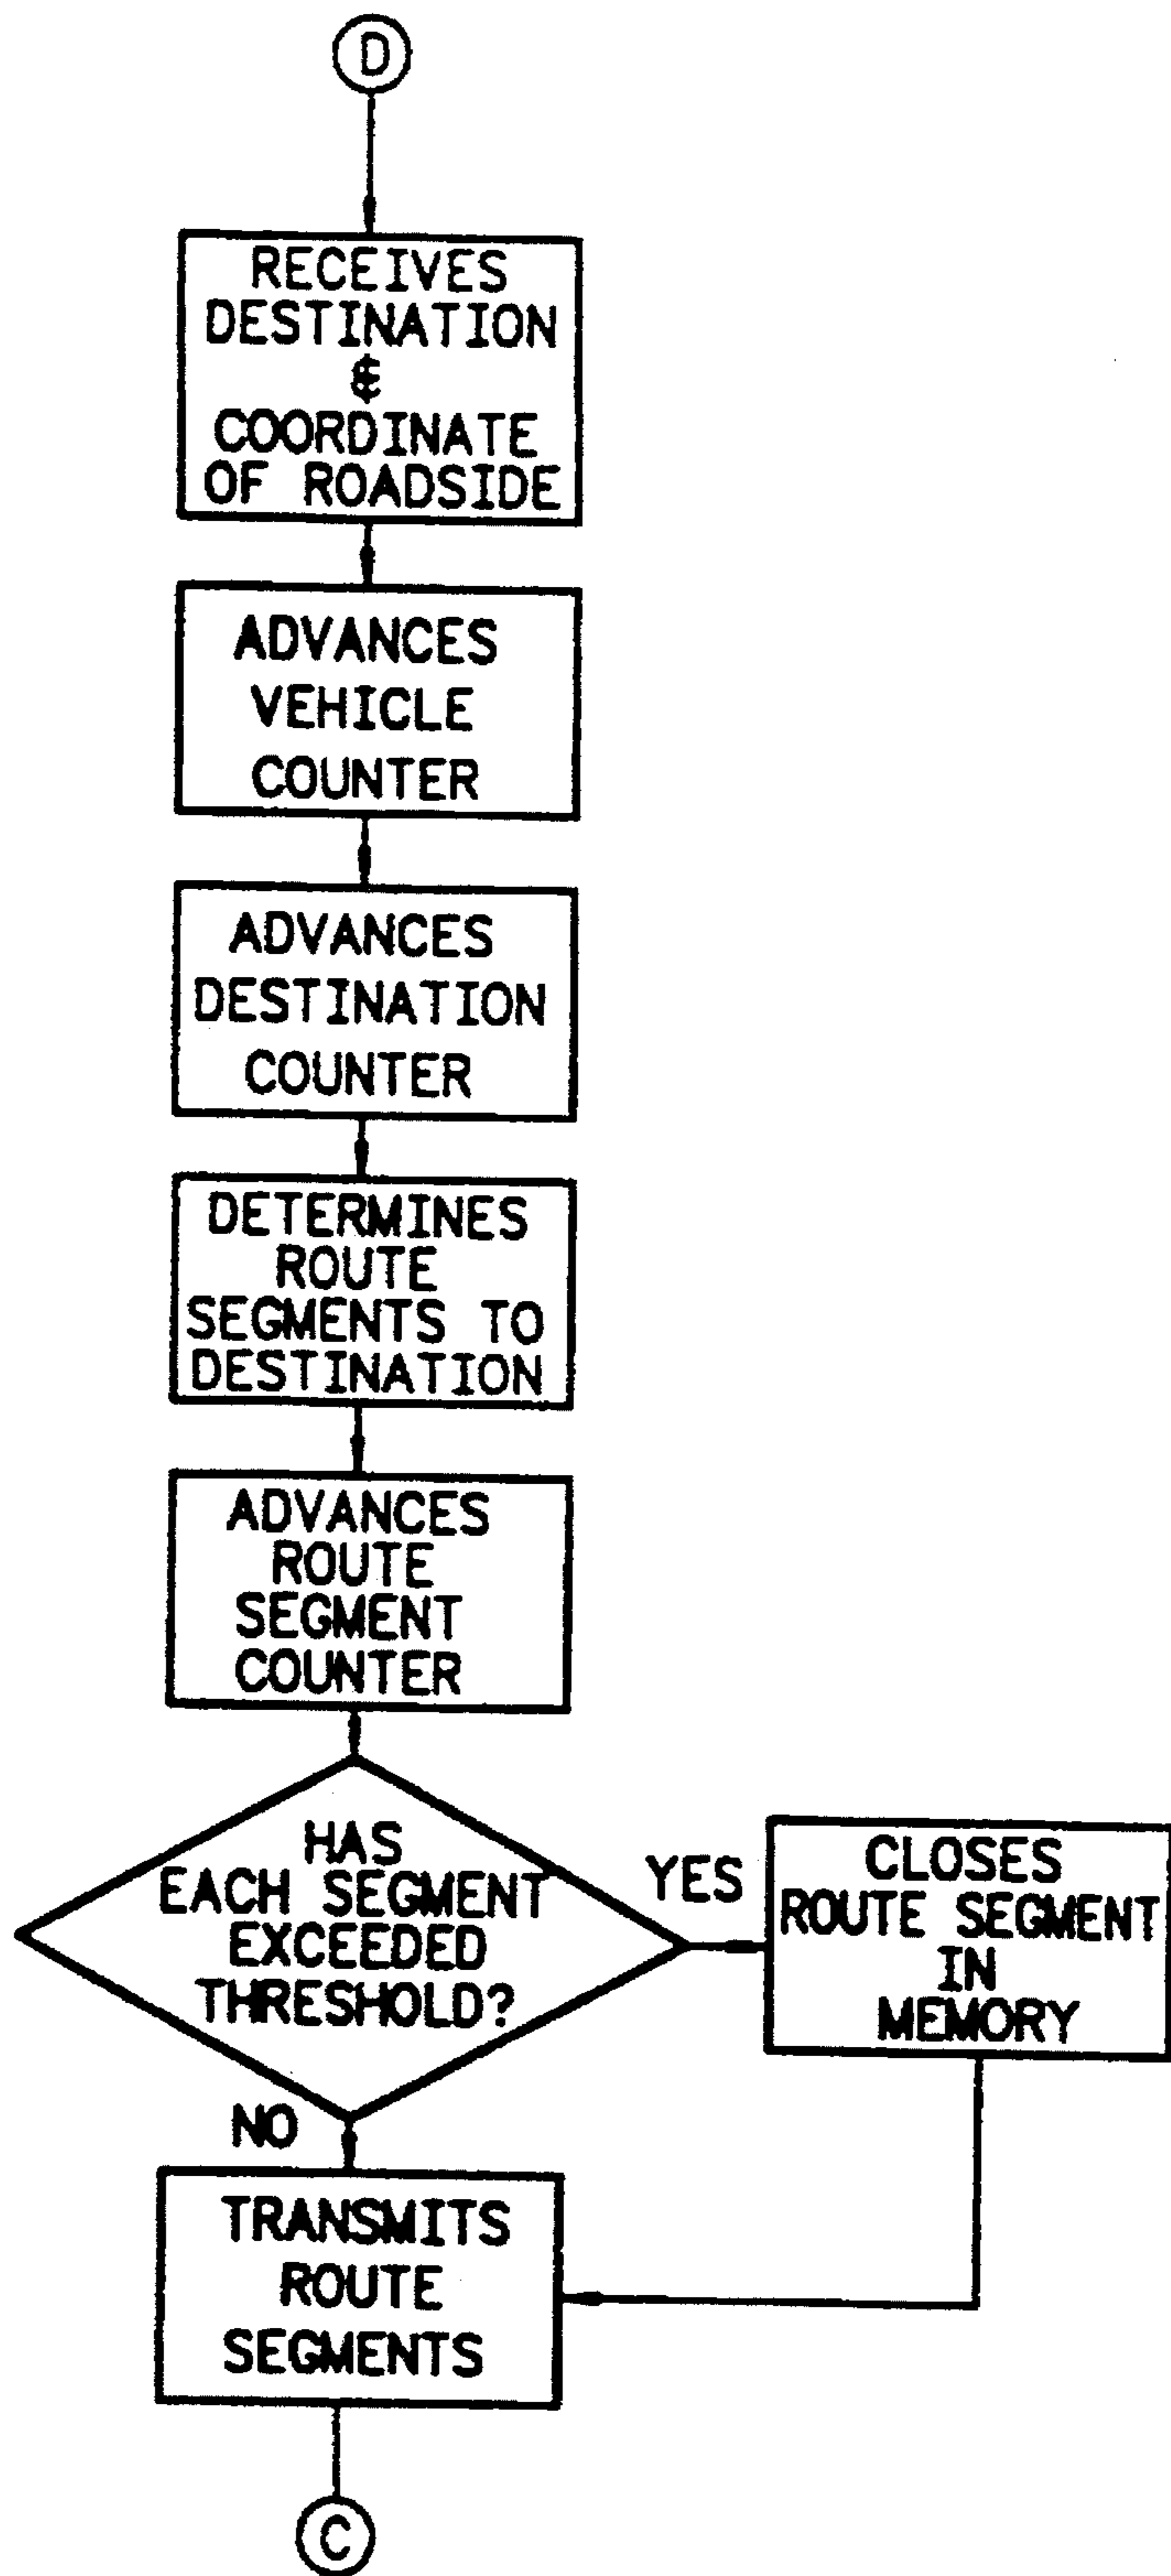 D
RECEIVES
DESTINATION
&
COORDINATE
OF ROADSIDE
ADVANCES
VEHICLE
COUNTER
ADVANCES
DESTINATION
COUNTER
DETERMINES
ROUTE
SEGMENTS TO
DESTINATION
ADVANCES
ROUTE
SEGMENT
COUNTER
HAS
EACH SEGMENT
EXCEEDED
THRESHOLD?
YES
CLOSES
ROUTE SEGMENT
IN
MEMORY
NO
TRANSMITS
ROUTE
SEGMENTS
C